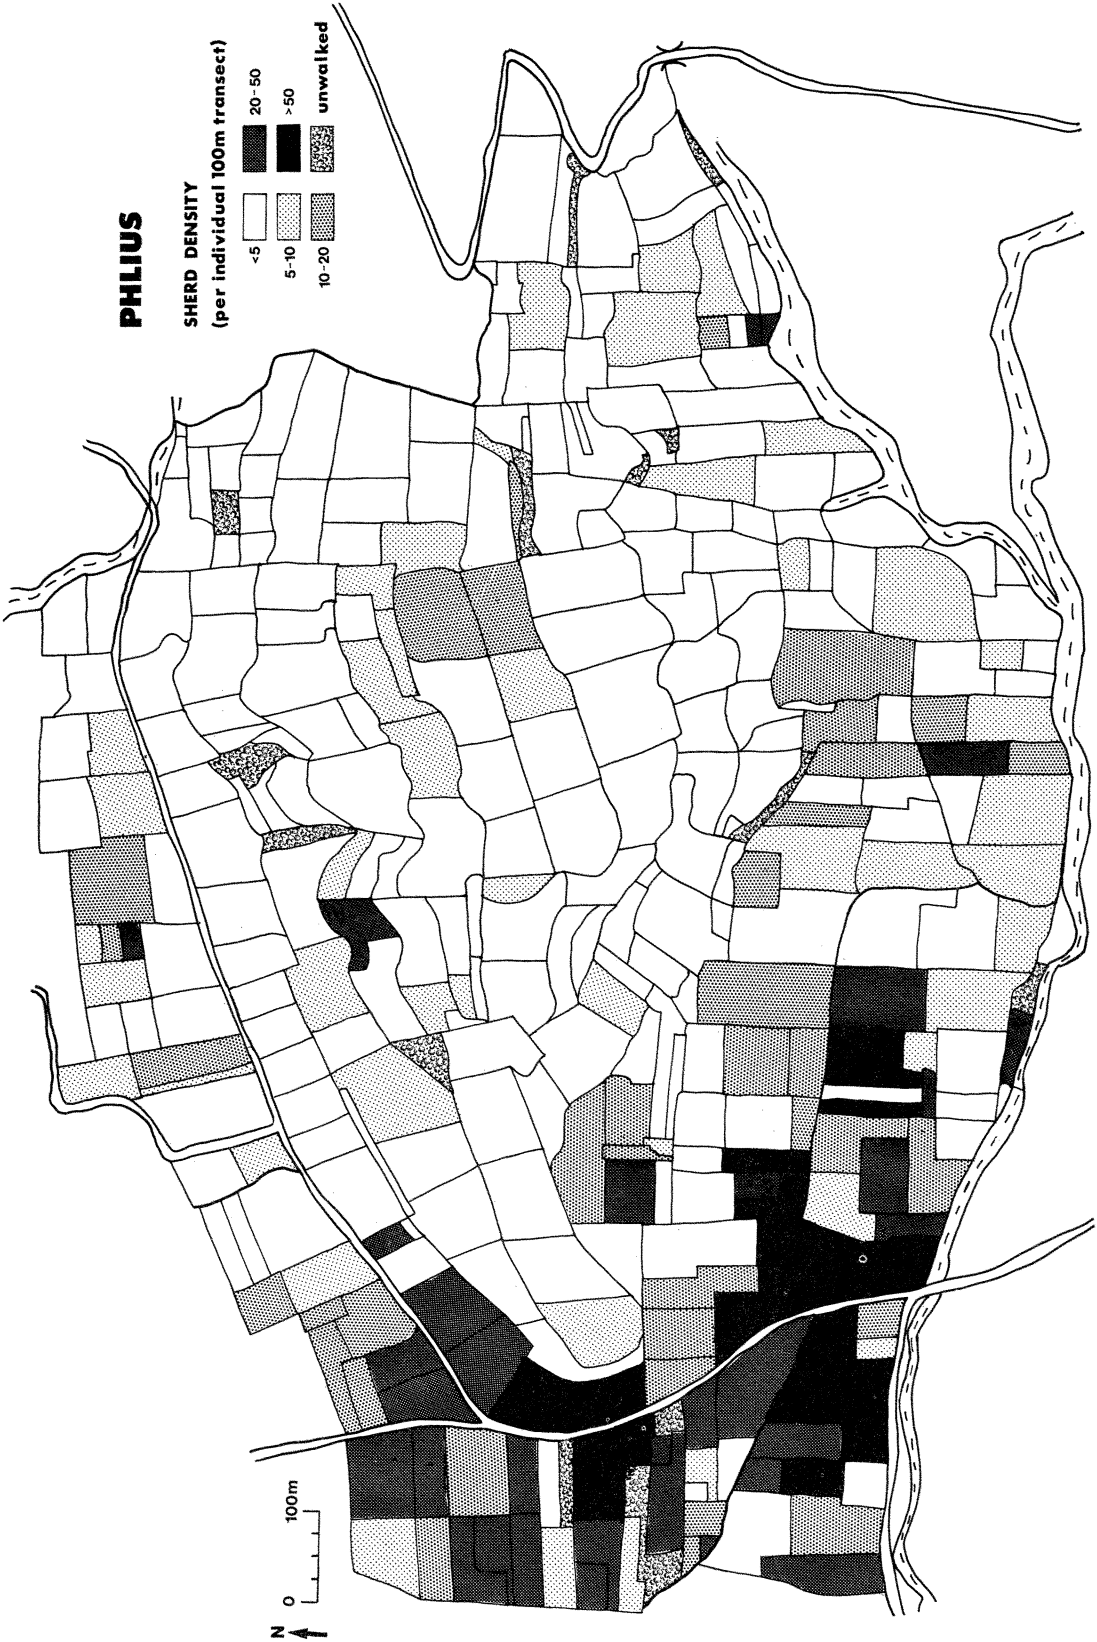 PHLIUS
SHERD DENSITY
(per individual 100m transect)
<5
20-50
5-10
>50
10-20
unwalked
0
100m
N